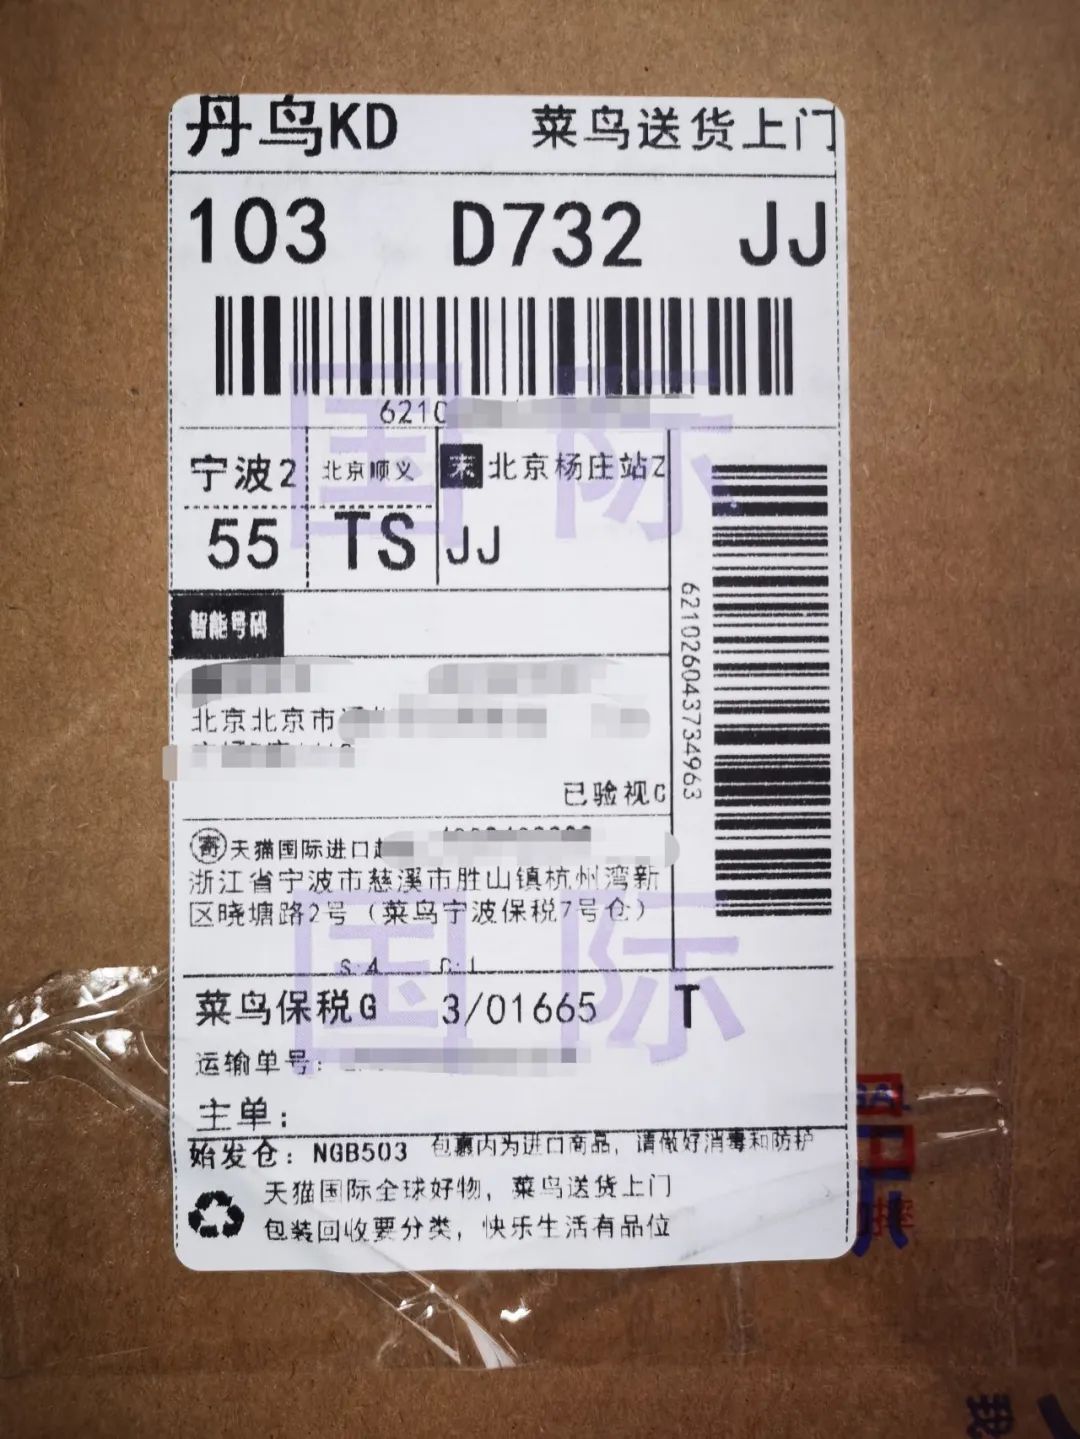 丹鸟KD 菜鸟送货上门
103 D732 JJ
6210
宁波2 北京顺义 末 北京杨庄站Z
55 TS JJ
智能号码
北京北京市
已验视C
62102604373４963
寄 天猫国际进口
浙江省宁波市慈溪市胜山镇杭州湾新
区晓塘路2号（菜鸟宁波保税7号仓）
菜鸟保税G 3/01665 T
运输单号：
主单：
始发仓：NGB503 包裹内为进口商品，请做好消毒和防护
天猫国际全球好物，菜鸟送货上门
包装回收要分类，快乐生活有品位
国际
国际